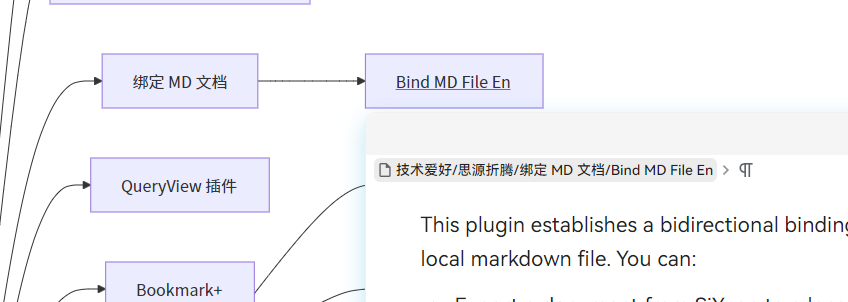 绑定 MD 文档
Bind MD File En
技术爱好/思源折腾/绑定 MD 文档/Bind MD File En
QueryView 插件
This plugin establishes a bidirectional binding
local markdown file. You can:
Bookmark+